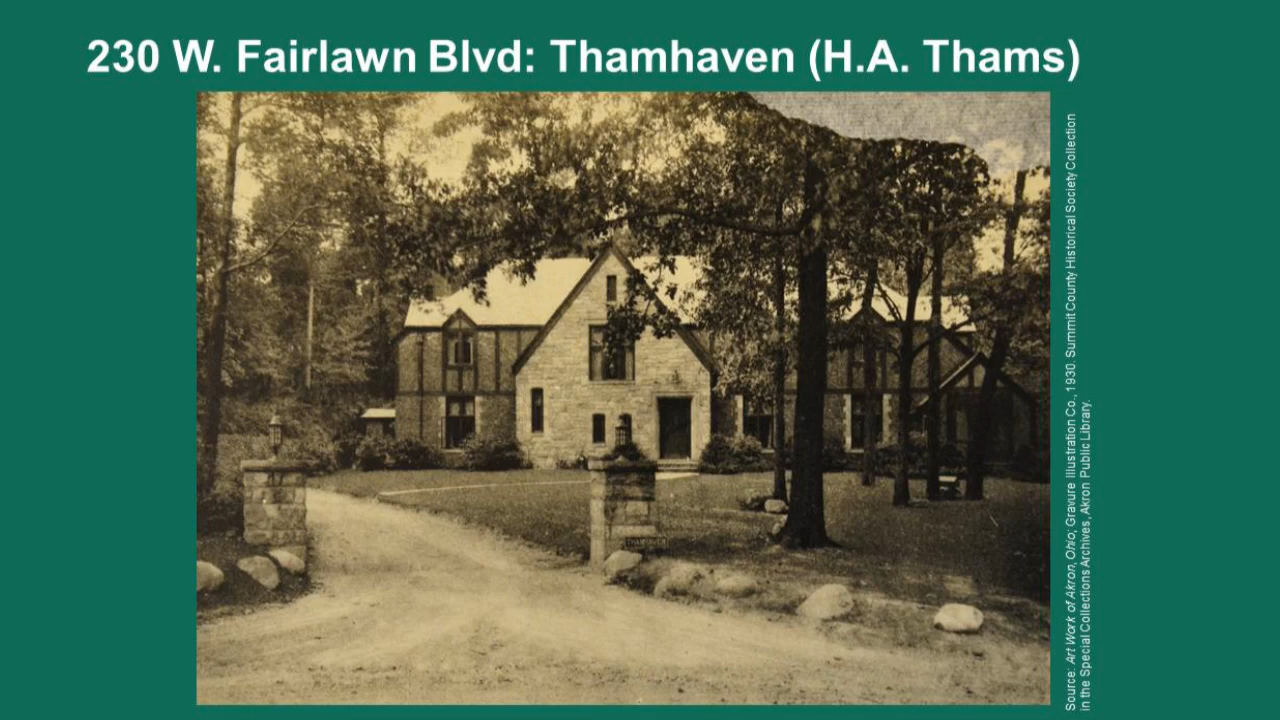 230 W. Fairlawn Blvd: Thamhaven (H.A. Thams)
THAMHAVEN
Source: Art Work of Akron, Ohio; Gravure Illustration Co., 1930. Summit County Historical Society Collection
in the Special Collections Archives, Akron Public Library.